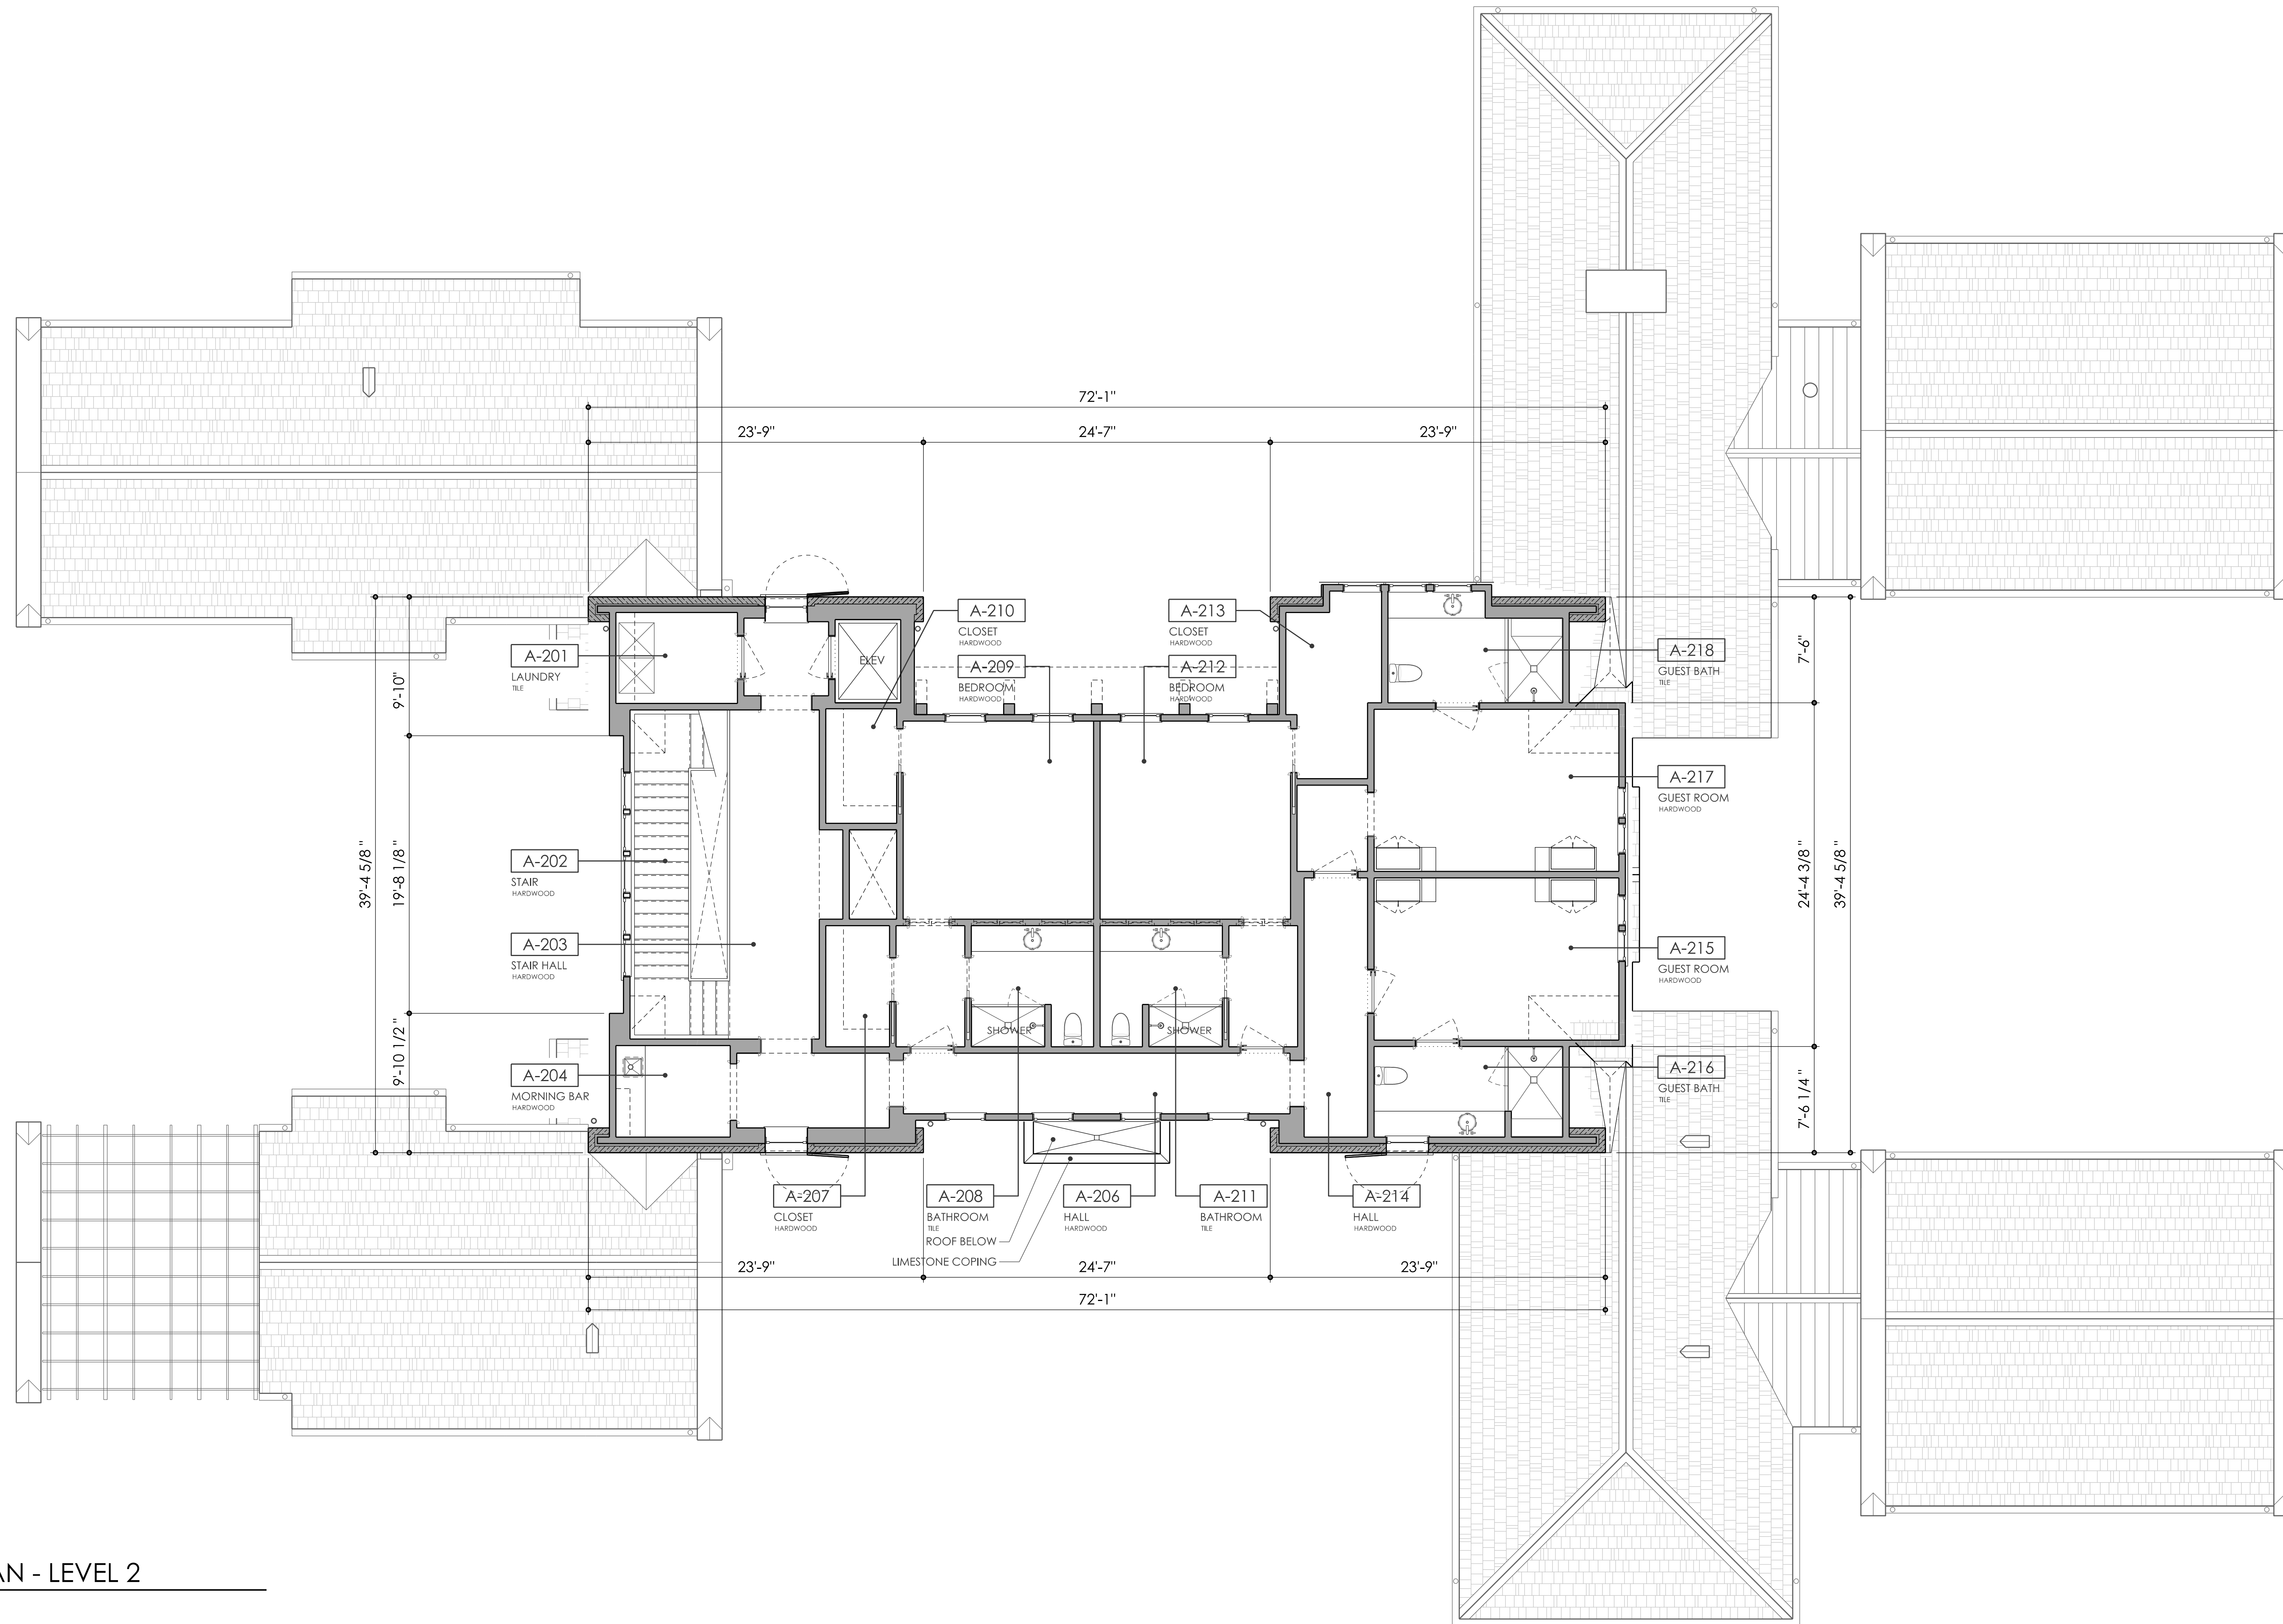 72'-1"
23'-9"
24'-7"
23'-9"
A-210
CLOSET
HARDWOOD
A-213
CLOSET
HARDWOOD
A-201
LAUNDRY
TILE
ELEV
A-209
BEDROOM
HARDWOOD
A-212
BEDROOM
HARDWOOD
A-218
GUEST BATH
TILE
7'-6"
9'-10"
A-217
GUEST ROOM
HARDWOOD
39'-4 5/8 "
19'-8 1/8 "
A-202
STAIR
HARDWOOD
24'-4 3/8 "
39'-4 5/8 "
A-203
STAIR HALL
HARDWOOD
A-215
GUEST ROOM
HARDWOOD
SHOWER
SHOWER
9'-10 1/2 "
A-204
MORNING BAR
HARDWOOD
A-216
GUEST BATH
TILE
7'-6 1/4 "
A-207
CLOSET
HARDWOOD
A-208
BATHROOM
TILE
A-206
HALL
HARDWOOD
A-211
BATHROOM
TILE
A-214
HALL
HARDWOOD
ROOF BELOW
LIMESTONE COPING
23'-9"
24'-7"
23'-9"
72'-1"
AN - LEVEL 2